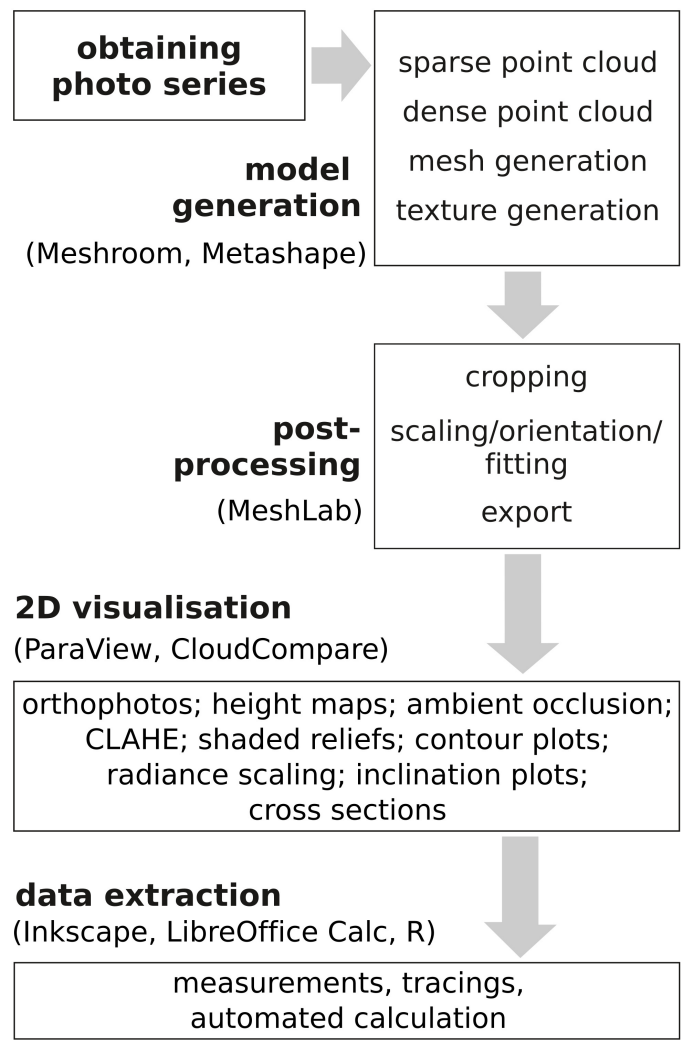 obtaining
photo series
sparse point cloud
dense point cloud
mesh generation
texture generation
model
generation
(Meshroom, Metashape)
cropping
scaling/orientation/
fitting
export
post-
processing
(MeshLab)
2D visualisation
(ParaView, CloudCompare)
orthophotos; height maps; ambient occlusion;
CLAHE; shaded reliefs; contour plots;
radiance scaling; inclination plots;
cross sections
data extraction
(Inkscape, LibreOffice Calc, R)
measurements, tracings,
automated calculation